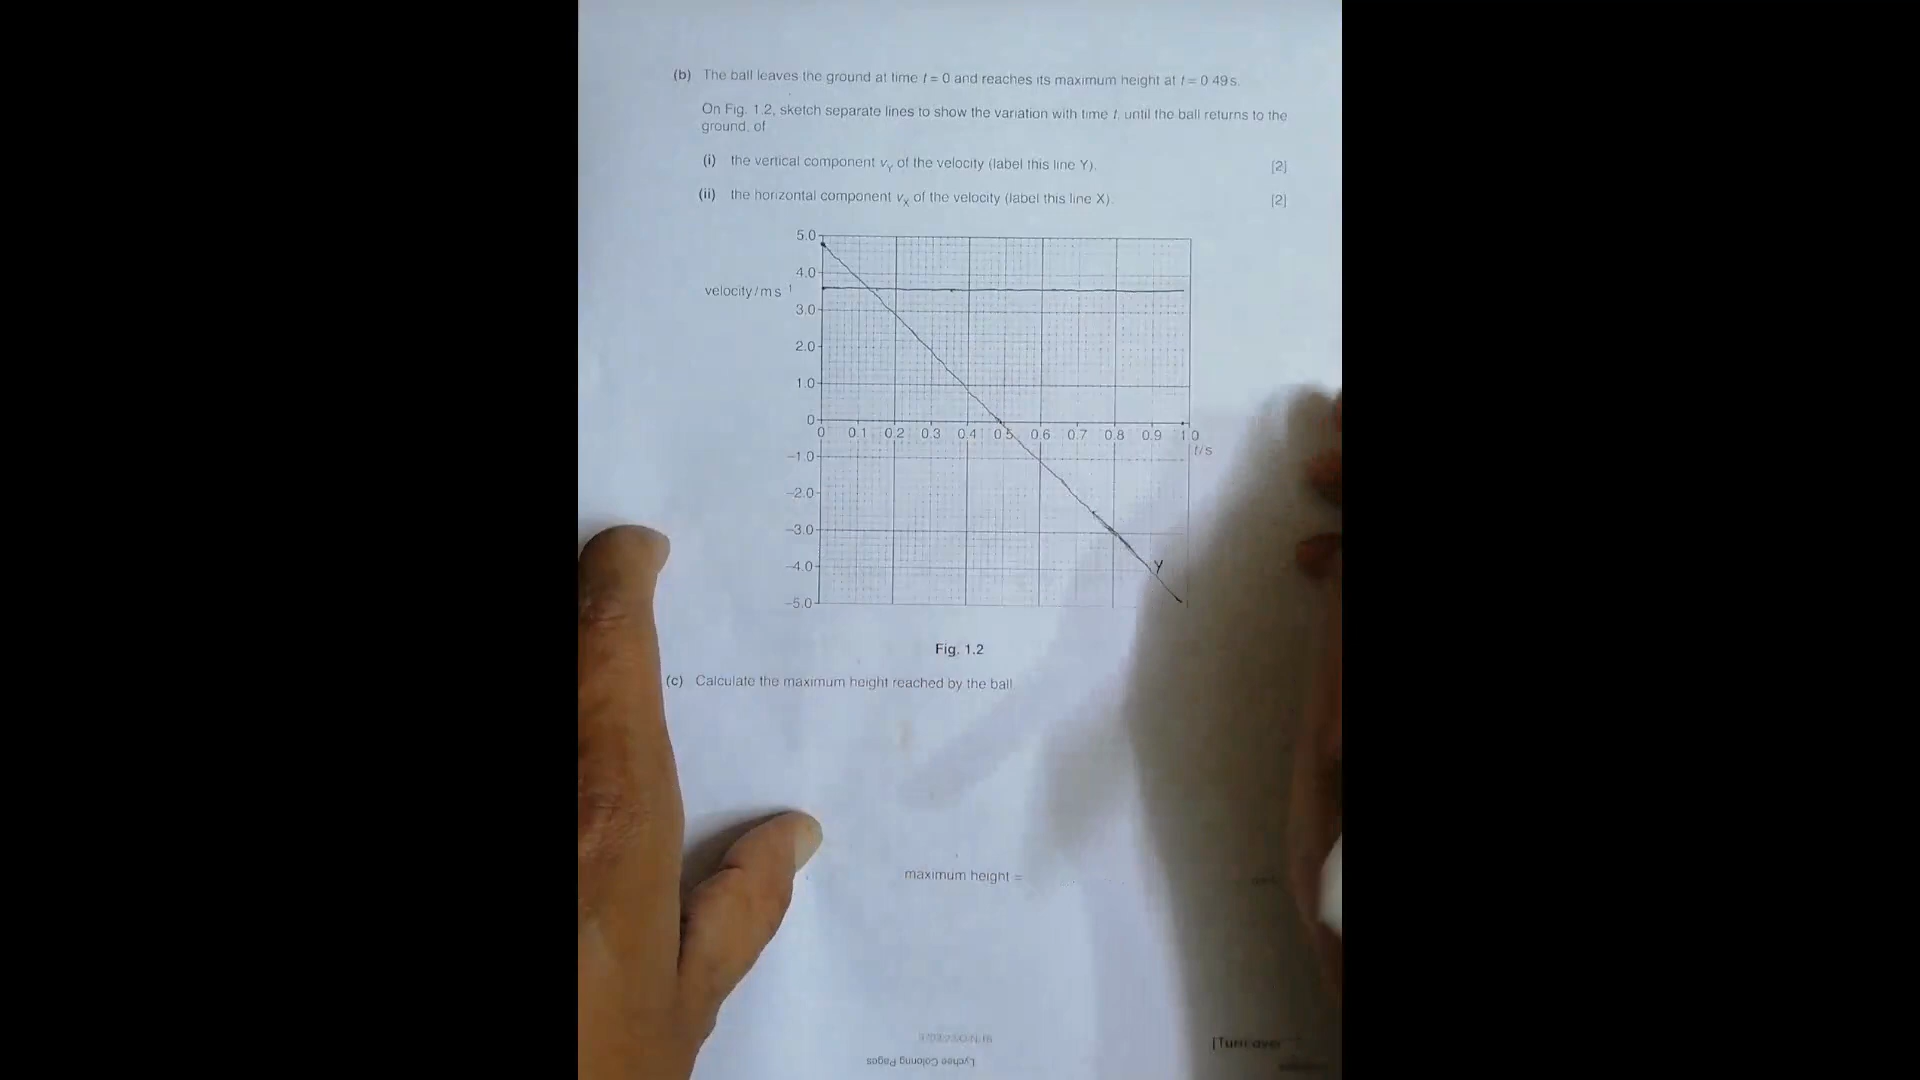 (b) The ball leaves the ground at time t = 0 and reaches its maximum height at t = 0.49 s.
On Fig. 1.2, sketch separate lines to show the variation with time t, until the ball returns to the
ground, of
(i) the vertical component vY of the velocity (label this line Y), [2]
(ii) the horizontal component vX of the velocity (label this line X). [2]
5.0
4.0
velocity / m s⁻¹
3.0
2.0
1.0
0
0 0.1 0.2 0.3 0.4 0.5 0.6 0.7 0.8 0.9 1.0
t / s
–1.0
–2.0
–3.0
–4.0
Y
–5.0
Fig. 1.2
(c) Calculate the maximum height reached by the ball.
maximum height =
[Turn over
Lychee Coloring Pages